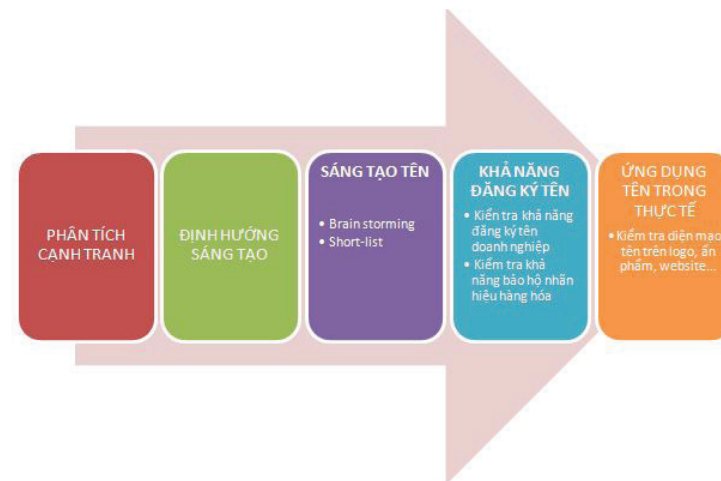 PHÂN TÍCH
CẠNH TRANH
ĐỊNH HƯỚNG
SÁNG TẠO
SÁNG TẠO TÊN
• Brain storming
• Short-list
KHẢ NĂNG
ĐĂNG KÝ TÊN
• Kiển tra khả năng
đăng ký tên
doanh nghiệp
• Kiểm tra khả
năng bảo hộ nhãn
hiệu hàng hóa
ỨNG DỤNG
TÊN TRONG
THỰC TẾ
• Kiểm tra diện mạo
tên trên logo, ấn
phẩm, website...